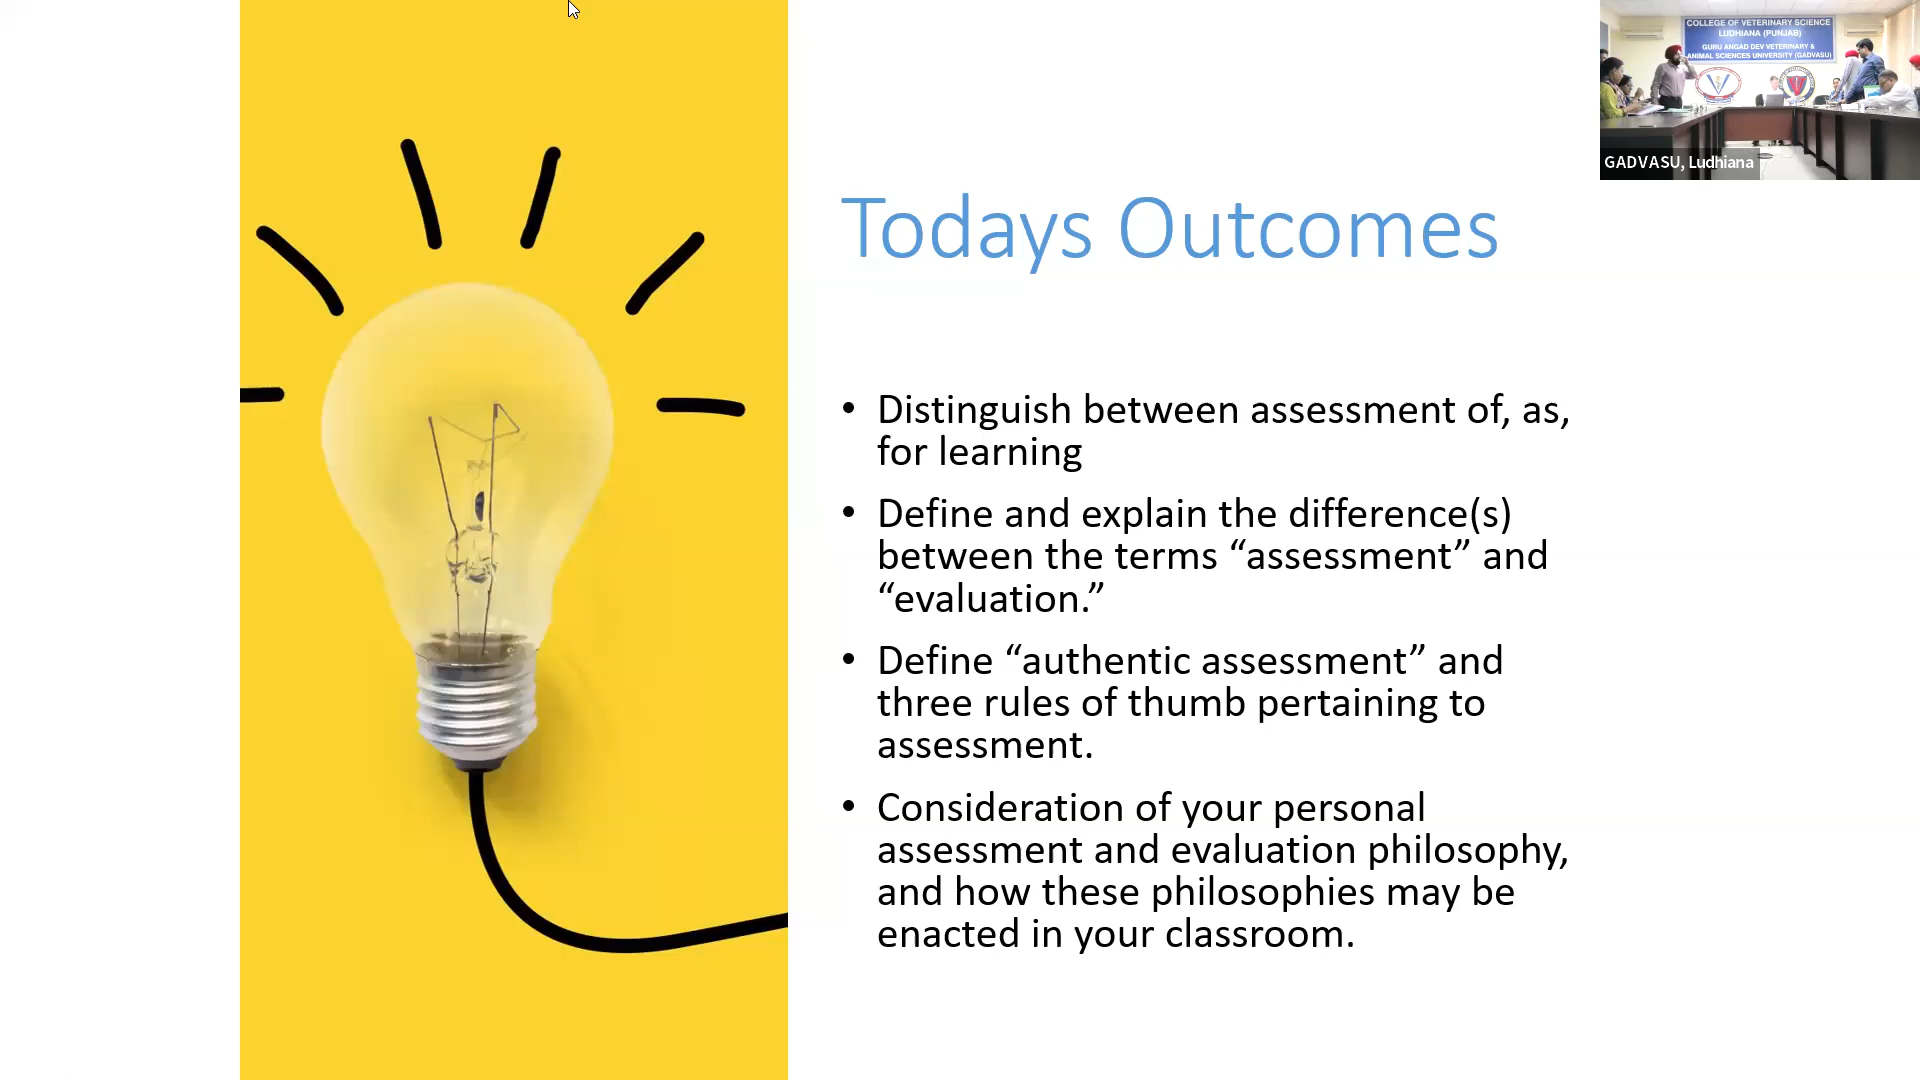 COLLEGE OF VETERINARY SCIENCE
LUDHIANA (PUNJAB)
GURU ANGAD DEV VETERINARY &
ANIMAL SCIENCES UNIVERSITY (GADVASU)
GADVASU, Ludhiana
Todays Outcomes
• Distinguish between assessment of, as,
for learning
• Define and explain the difference(s)
between the terms “assessment” and
“evaluation.”
• Define “authentic assessment” and
three rules of thumb pertaining to
assessment.
• Consideration of your personal
assessment and evaluation philosophy,
and how these philosophies may be
enacted in your classroom.